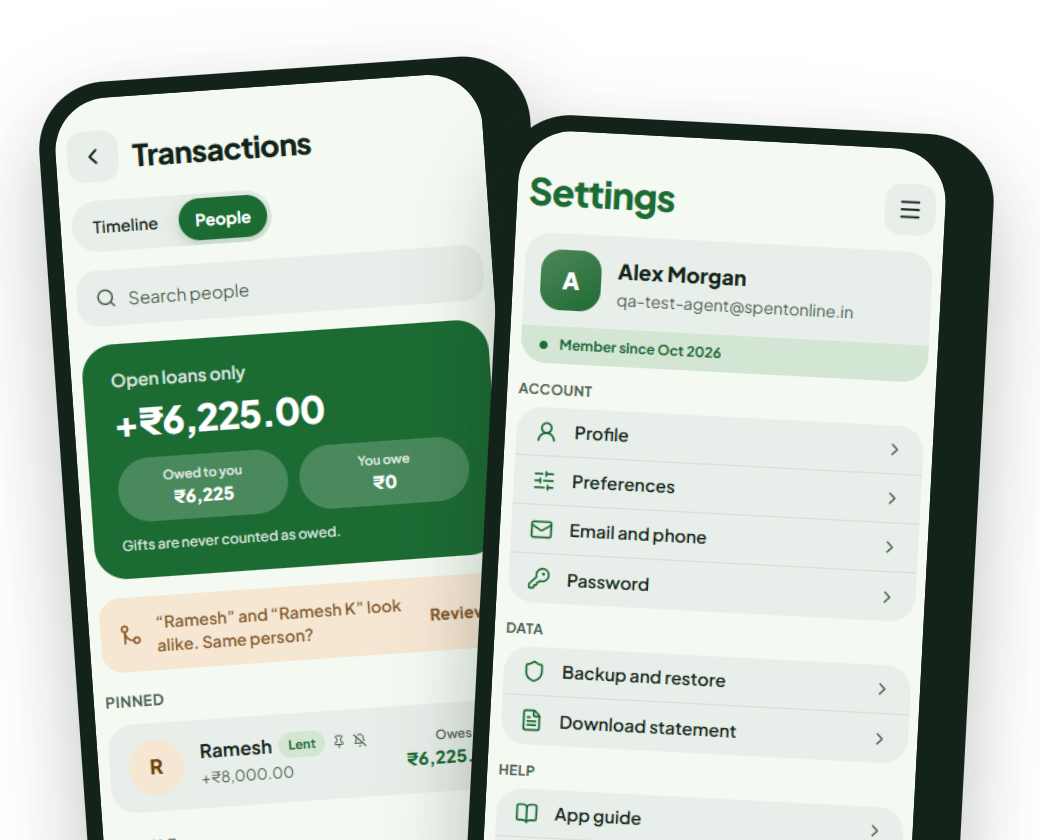 Transactions
Timeline
People
Search people
Open loans only
+₹6,225.00
Owed to you
₹6,225
You owe
₹0
Gifts are never counted as owed.
“Ramesh” and “Ramesh K” look
alike. Same person?
Review
PINNED
R
Ramesh
Lent
+₹8,000.00
Owes
₹6,225.
Settings
A
Alex Morgan
qa-test-agent@spentonline.in
Member since Oct 2026
ACCOUNT
Profile
Preferences
Email and phone
Password
DATA
Backup and restore
Download statement
HELP
App guide